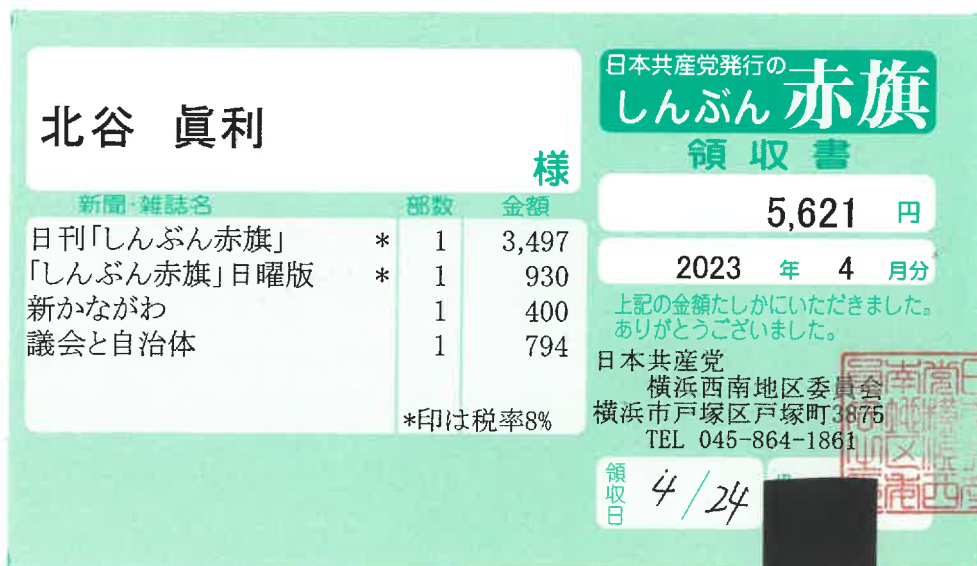 北谷 眞利
様
新聞・雑誌名 部数 金額
日刊「しんぶん赤旗」 * 1 3,497
「しんぶん赤旗」日曜版 * 1 930
新かながわ 1 400
議会と自治体 1 794
*印は税率8%
日本共産党発行の
しんぶん赤旗
領収書
5,621 円
2023 年 4 月分
上記の金額たしかにいただきました。
ありがとうございました。
日本共産党
横浜西南地区委員会
横浜市戸塚区戸塚町3875
TEL 045-864-1861
領収日 4/24